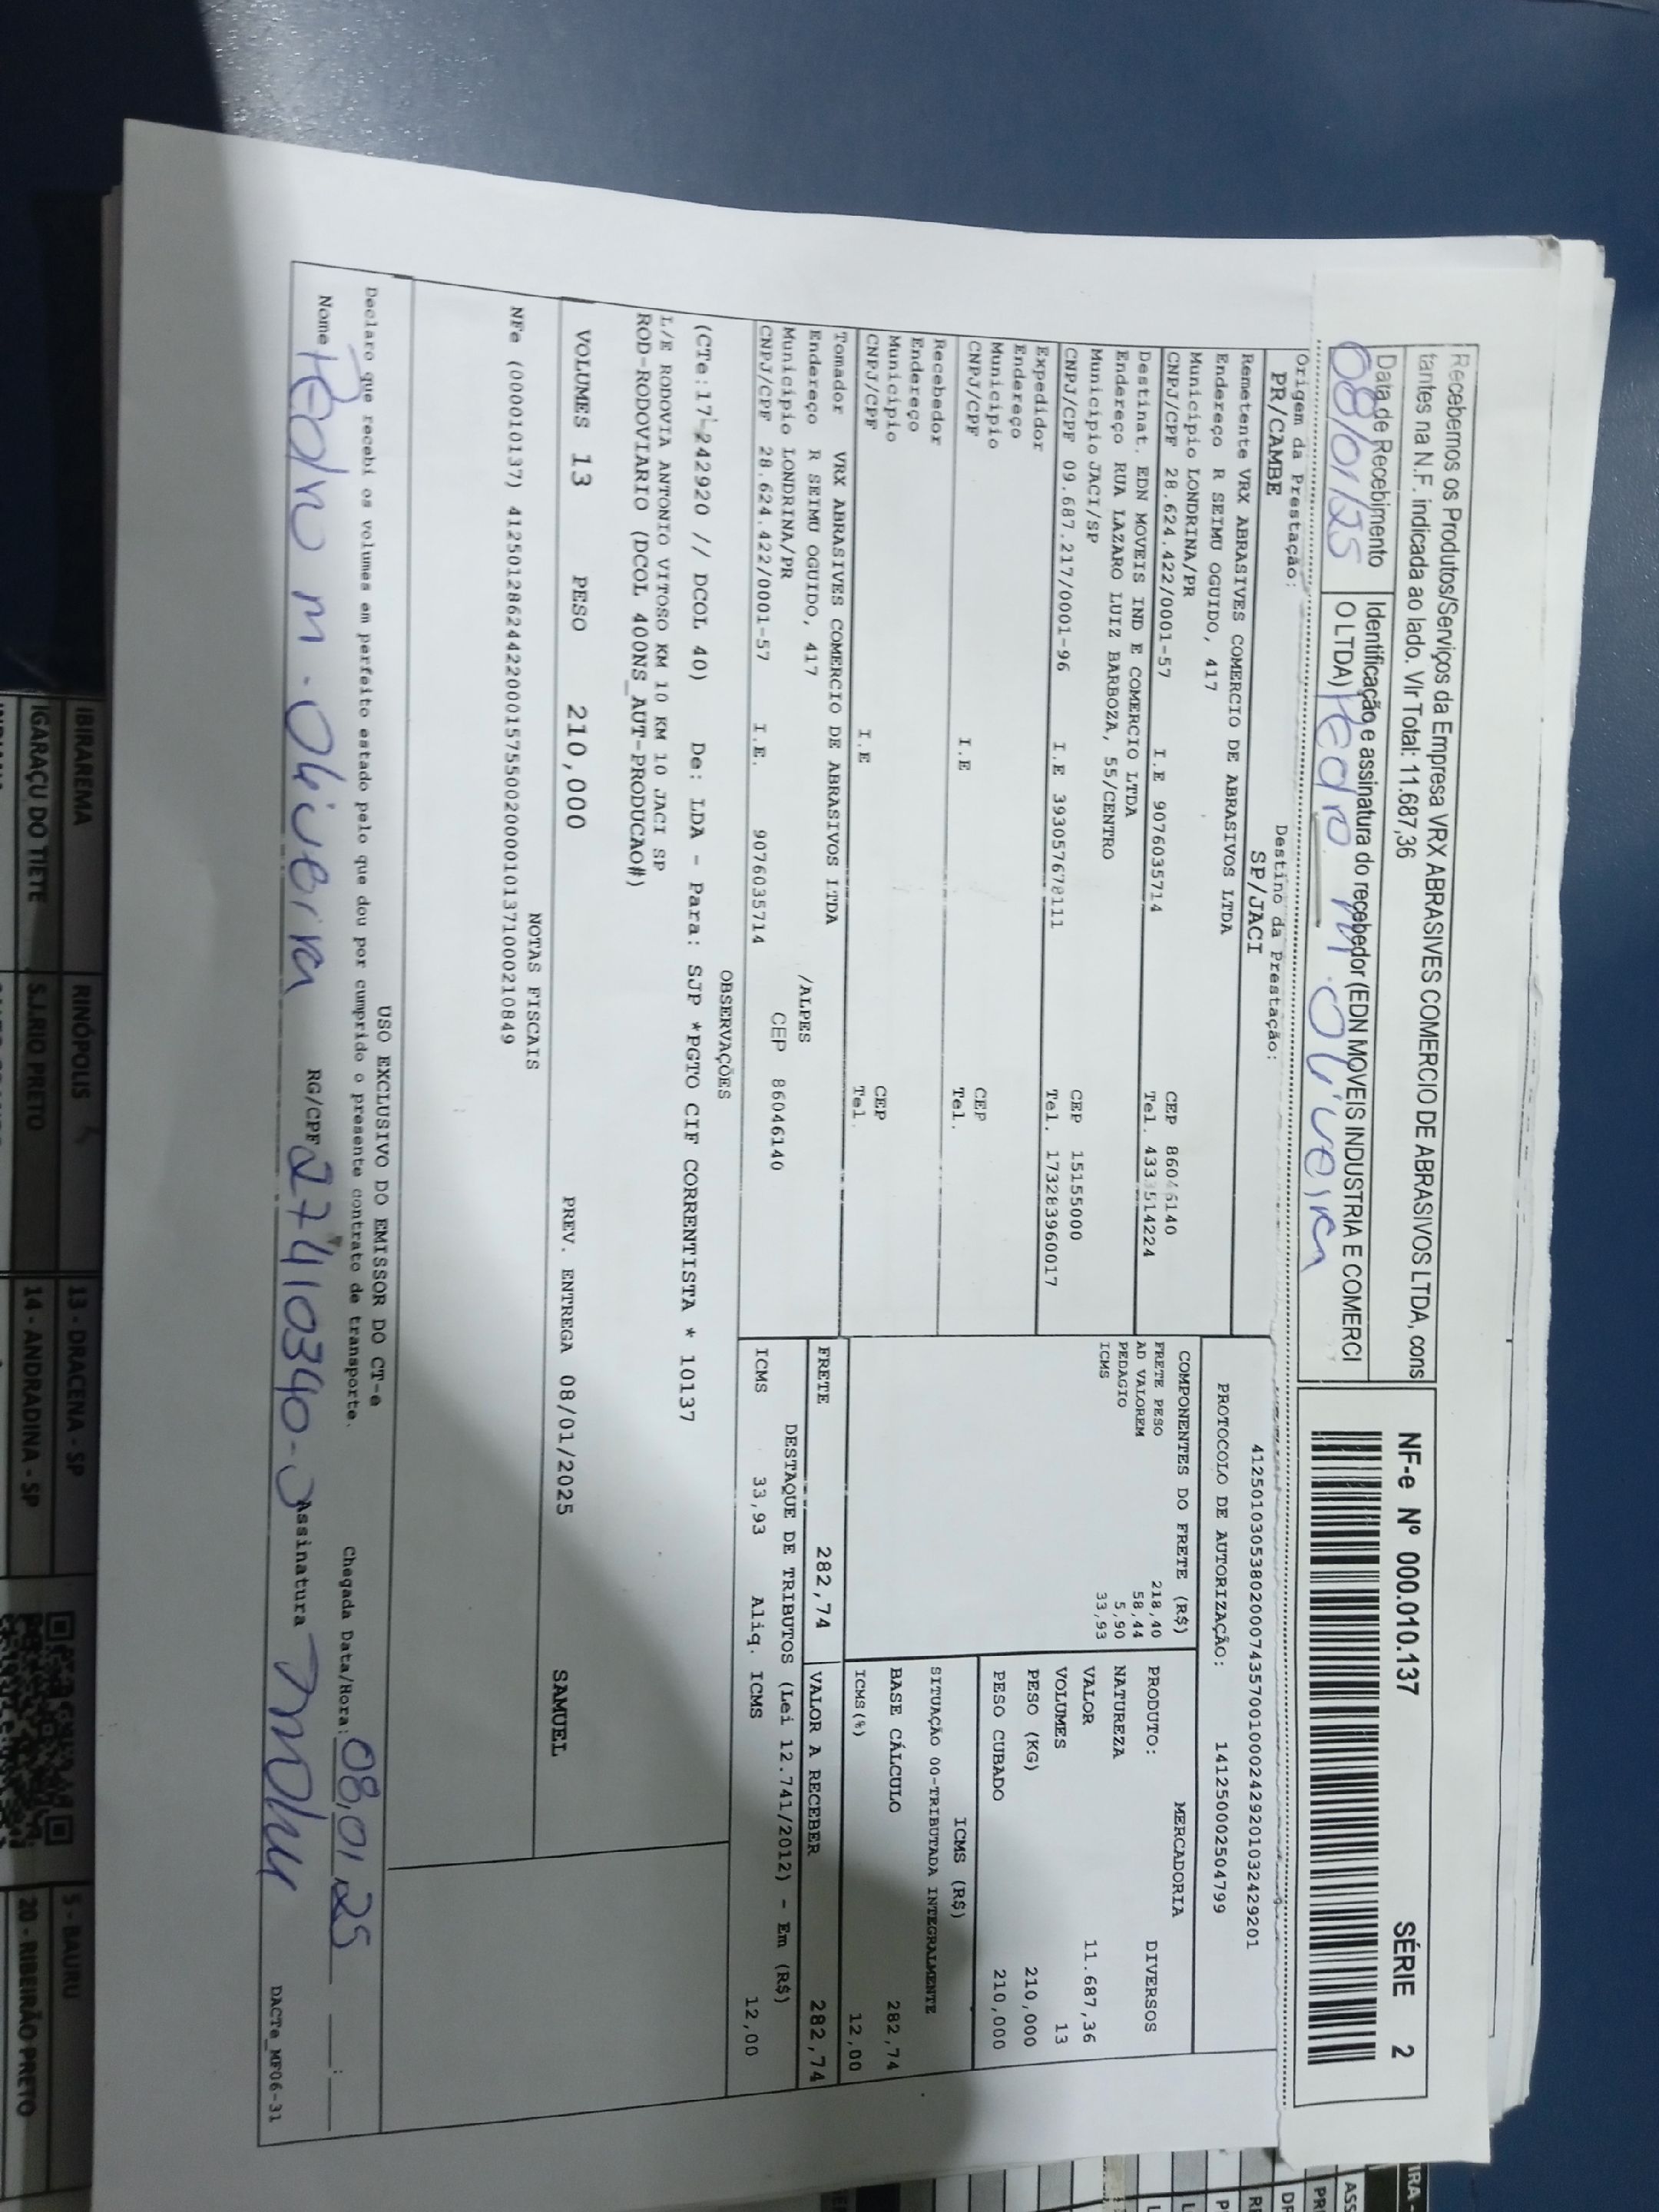 Recebemos os Produtos/Serviços da Empresa VRX ABRASIVES COMERCIO DE ABRASIVOS LTDA, cons
tantes na N.F. indicada ao lado. Vlr Total: 11.687,36
Data de Recebimento
08/01/25
Identificação e assinatura do recebedor (EDN MOVEIS INDUSTRIA E COMERCI
O LTDA) Pedro m. Oliveira
NF-e Nº 000.010.137 SÉRIE 2
Origem da Prestação:
PR/CAMBE
Destino da Prestação:
SP/JACI
41250103053802000743570010002429201032429201
PROTOCOLO DE AUTORIZAÇÃO: 141250002504799
Remetente VRX ABRASIVES COMERCIO DE ABRASIVOS LTDA
Endereço R SEIMU OGUIDO, 417
Município LONDRINA/PR CEP 86046140
CNPJ/CPF 28.624.422/0001-57 I.E 9076035714 Tel. 514224
Destinat. EDN MOVEIS IND E COMERCIO LTDA
Endereço RUA LAZARO LUIZ BARBOZA, 55/CENTRO
Município JACI/SP CEP 15155000
CNPJ/CPF 09.687.217/0001-96 I.E 393057678111 Tel. 17328396​0017
Expedidor
Endereço
Município CEP
CNPJ/CPF I.E Tel.
Recebedor
Endereço
Município CEP
CNPJ/CPF I.E Tel.
Tomador VRX ABRASIVES COMERCIO DE ABRASIVOS LTDA
Endereço R SEIMU OGUIDO, 417 /ALPES
Município LONDRINA/PR CEP 86046140
CNPJ/CPF 28.624.422/0001-57 I.E. 9076035714
COMPONENTES DO FRETE (R$)
FRETE PESO 218,40
AD VALOREM 58,44
PEDAGIO 5,90
ICMS 33,93
MERCADORIA
PRODUTO: DIVERSOS
NATUREZA
VALOR 11.687,36
VOLUMES 13
PESO (KG) 210,000
PESO CUBADO 210,000
ICMS (R$)
SITUAÇÃO 00-TRIBUTADA INTEGRALMENTE
BASE CÁLCULO 282,74
ICMS(%) 12,00
FRETE 282,74 VALOR A RECEBER 282,74
DESTAQUE DE TRIBUTOS (Lei 12.741/2012) - Em (R$)
ICMS 33,93 Aliq. ICMS 12,00
OBSERVAÇÕES
(CTe:17-242920 // DCOL 40) De: LDA - Para: SJP *PGTO CIF CORRENTISTA * 10137
L/E RODOVIA ANTONIO VITOSO KM 10 KM 10 JACI SP
ROD-RODOVIARIO (DCOL 400NS_AUT-PRODUCAO#)
VOLUMES 13 PESO 210,000 PREV. ENTREGA 08/01/2025 SAMUEL
NOTAS FISCAIS
NFe (000010137) 41250128624422000157550020000101371000210849
USO EXCLUSIVO DO EMISSOR DO CT-e
Declaro que recebi os volumes em perfeito estado pelo que dou por cumprido o presente contrato de transporte. Chegada Data/Hora: 08,01,25 __:__
Nome Pedro m. Oliveira RG/CPF 27410390-5 Assinatura
DACTe_MF06-31
IBIRAREMA RINÓPOLIS 13 - DRACENA - SP 5 - BAURU
IGARAÇU DO TIETE S.J.RIO PRETO 14 - ANDRADINA - SP 20 - RIBEIRÃO PRETO